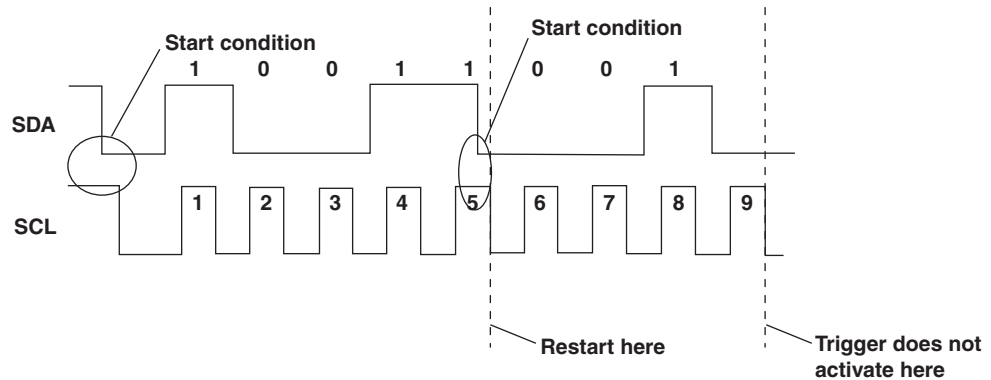 Start condition
Start condition
1 0 0 1 1 0 0 1
SDA
SCL
1 2 3 4 5 6 7 8 9
Restart here
Trigger does not
activate here